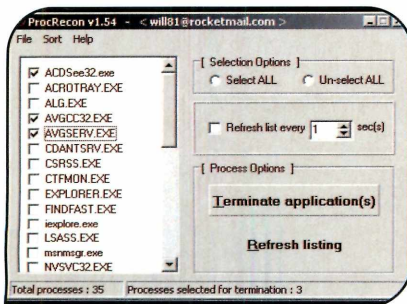 ProcRecon v1.54 - < will81@rocketmail.com >
File Sort Help
ACDSee32.exe
ACROTRAY.EXE
ALG.EXE
AVGCC32.EXE
AVGSERV.EXE
CDANTSRV.EXE
CSRSS.EXE
CTFMON.EXE
EXPLORER.EXE
FINDFAST.EXE
iexplore.exe
LSASS.EXE
msnmsgr.exe
NVSVC32.EXE
[ Selection Options ]
Select ALL
Un-select ALL
Refresh list every 1 sec(s)
[ Process Options ]
Terminate application(s)
Refresh listing
Total processes : 35
Processes selected for termination : 3